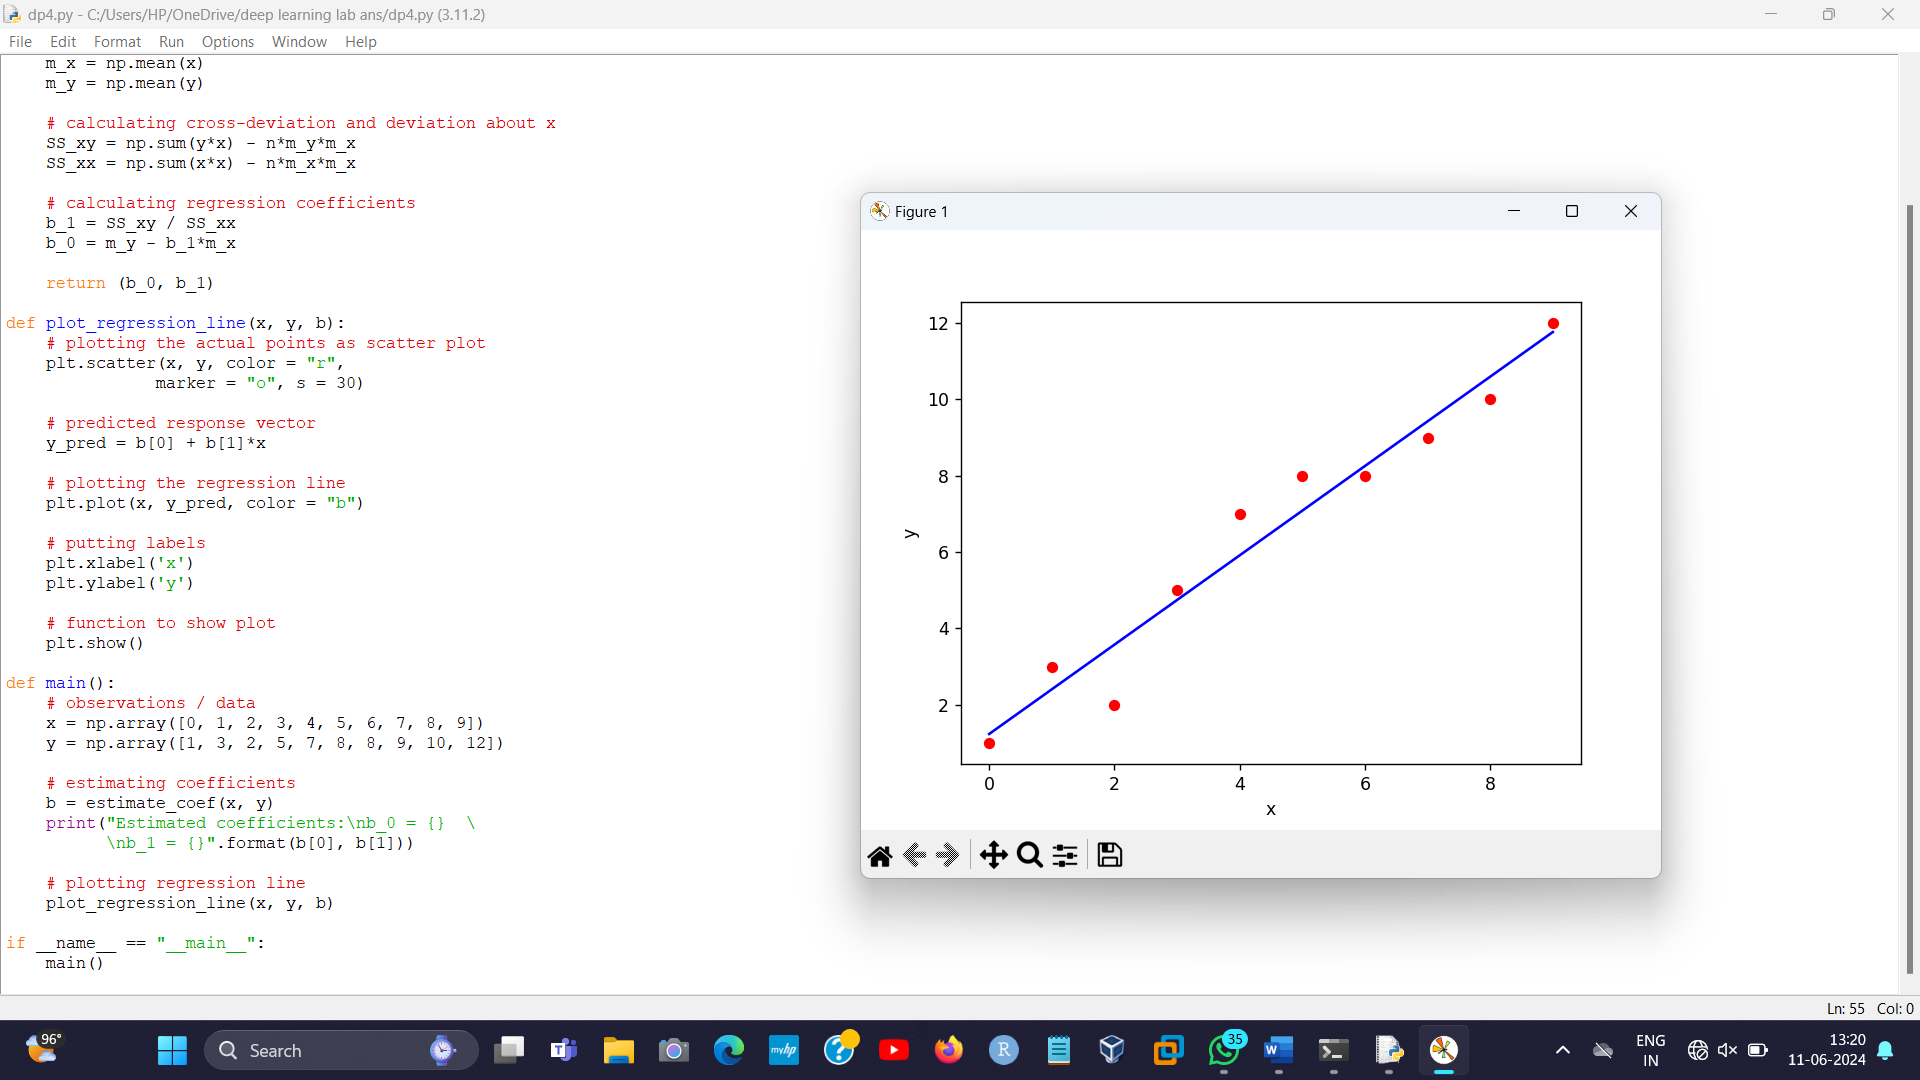 dp4.py - C:/Users/HP/OneDrive/deep learning lab ans/dp4.py (3.11.2)
File Edit Format Run Options Window Help
m_x = np.mean(x)
m_y = np.mean(y)
# calculating cross-deviation and deviation about x
SS_xy = np.sum(y*x) - n*m_y*m_x
SS_xx = np.sum(x*x) - n*m_x*m_x
# calculating regression coefficients
b_1 = SS_xy / SS_xx
b_0 = m_y - b_1*m_x
return (b_0, b_1)
def plot_regression_line(x, y, b):
# plotting the actual points as scatter plot
plt.scatter(x, y, color = "r",
marker = "o", s = 30)
# predicted response vector
y_pred = b[0] + b[1]*x
# plotting the regression line
plt.plot(x, y_pred, color = "b")
# putting labels
plt.xlabel('x')
plt.ylabel('y')
# function to show plot
plt.show()
def main():
# observations / data
x = np.array([0, 1, 2, 3, 4, 5, 6, 7, 8, 9])
y = np.array([1, 3, 2, 5, 7, 8, 8, 9, 10, 12])
# estimating coefficients
b = estimate_coef(x, y)
print("Estimated coefficients:\nb_0 = {}  \
\nb_1 = {}".format(b[0], b[1]))
# plotting regression line
plot_regression_line(x, y, b)
if __name__ == "__main__":
main()
Figure 1
12
10
8
6
4
2
y
0 2 4 6 8
x
Ln: 55 Col: 0
96°
Search
myhp
35
ENG
IN
13:20
11-06-2024